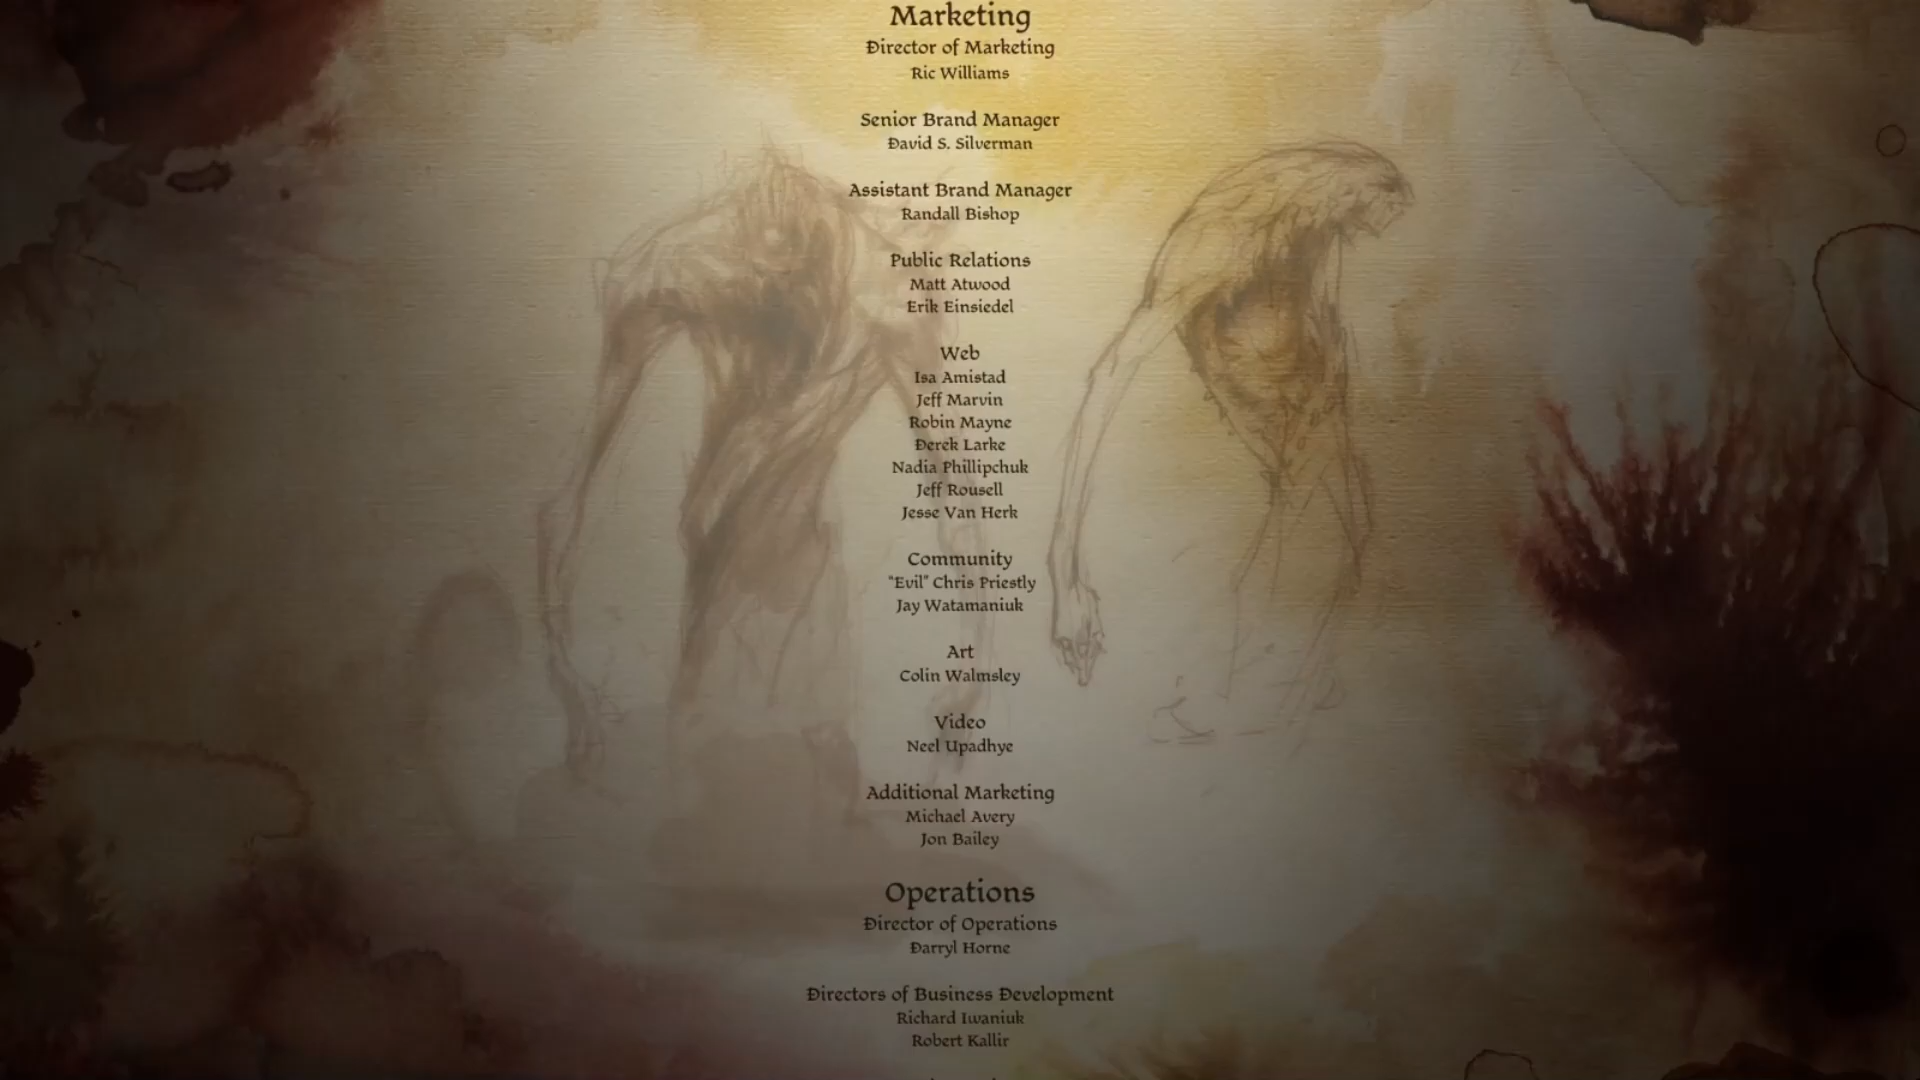 Marketing
Director of Marketing
Ric Williams
Senior Brand Manager
David S. Silverman
Assistant Brand Manager
Randall Bishop
Public Relations
Matt Atwood
Erik Einsiedel
Web
Isa Amistad
Jeff Marvin
Robin Mayne
Derek Larke
Nadia Phillipchuk
Jeff Rousell
Jesse Van Herk
Community
“Evil” Chris Priestly
Jay Watamaniuk
Art
Colin Walmsley
Video
Neel Upadhye
Additional Marketing
Michael Avery
Jon Bailey
Operations
Director of Operations
Darryl Horne
Directors of Business Development
Richard Iwaniuk
Robert Kallir